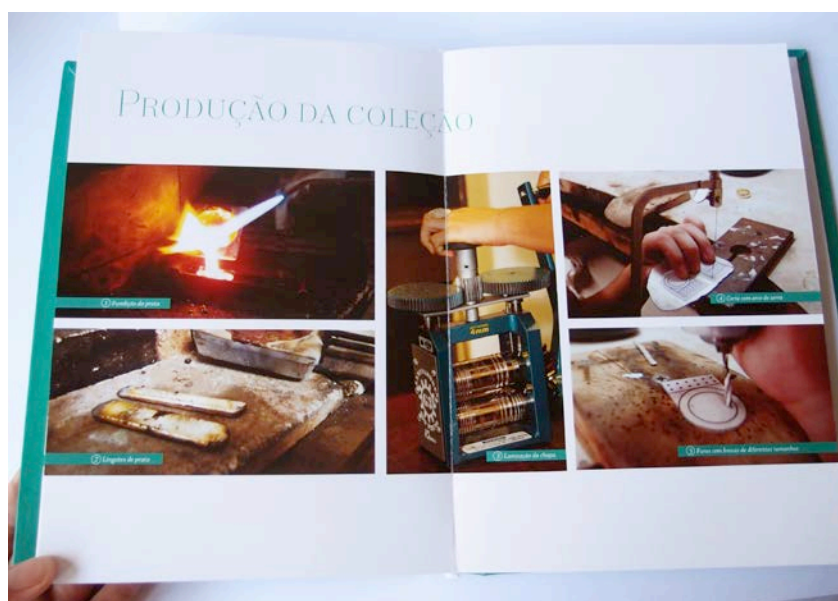 PRODUÇÃO DA COLEÇÃO
1 Fundição da prata
2 Lingotes de prata
3 Laminação da chapa
4 Corte com arco de serra
5 Furos com brocas de diferentes tamanhos